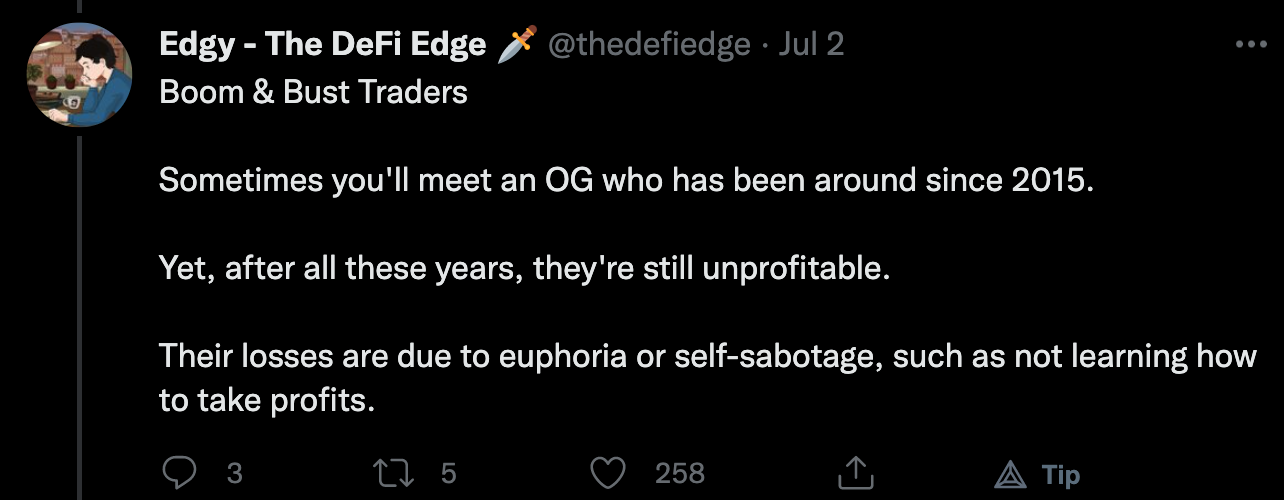 Edgy - The DeFi Edge 🗡️ @thedefiedge · Jul 2
Boom & Bust Traders
Sometimes you'll meet an OG who has been around since 2015.
Yet, after all these years, they're still unprofitable.
Their losses are due to euphoria or self-sabotage, such as not learning how
to take profits.
3 5 258 Tip